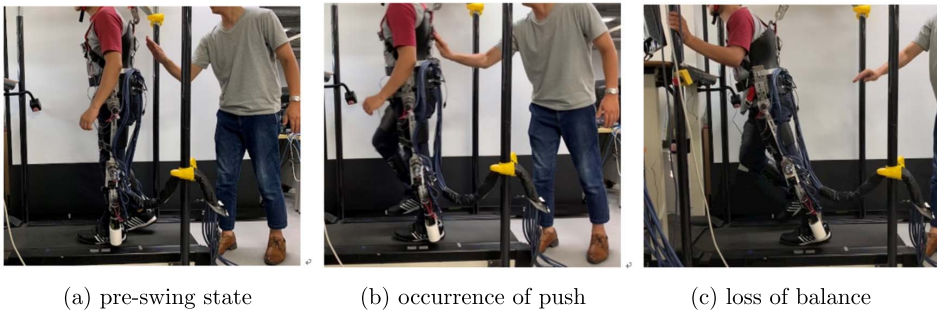 (a) pre-swing state
(b) occurrence of push
(c) loss of balance